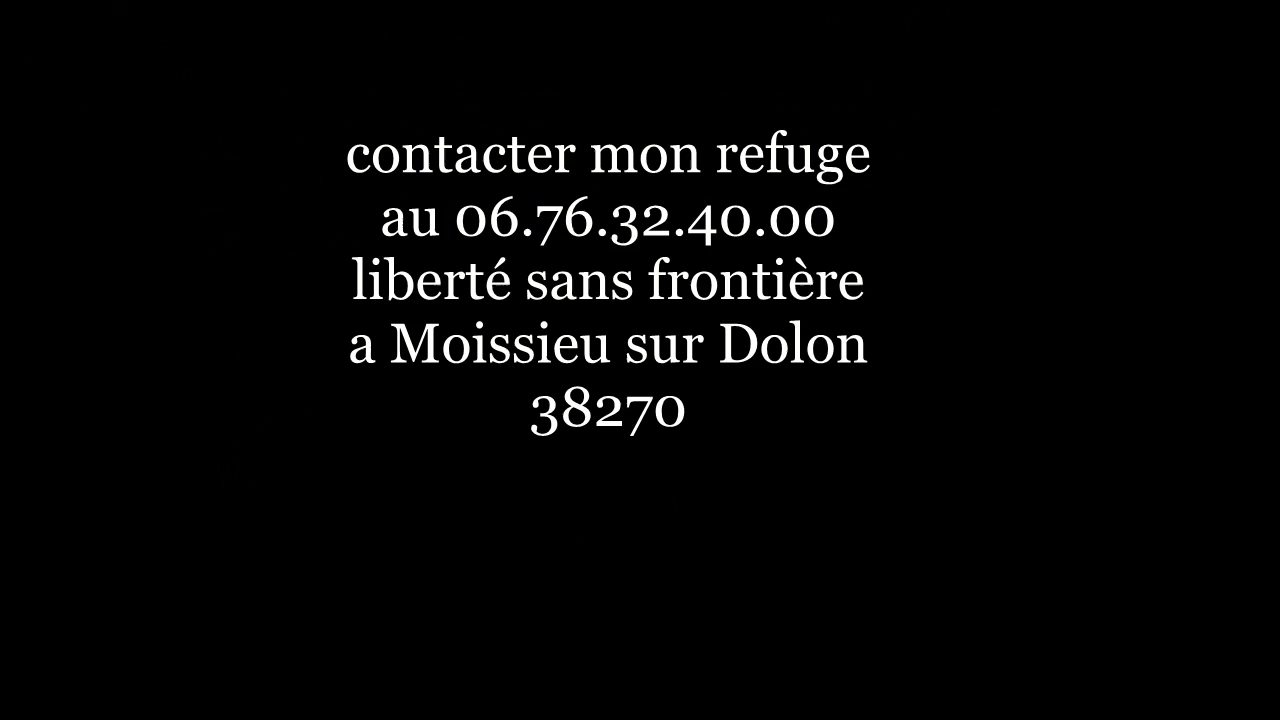 contacter mon refuge
au 06.76.32.40.00
liberté sans frontière
a Moissieu sur Dolon
38270